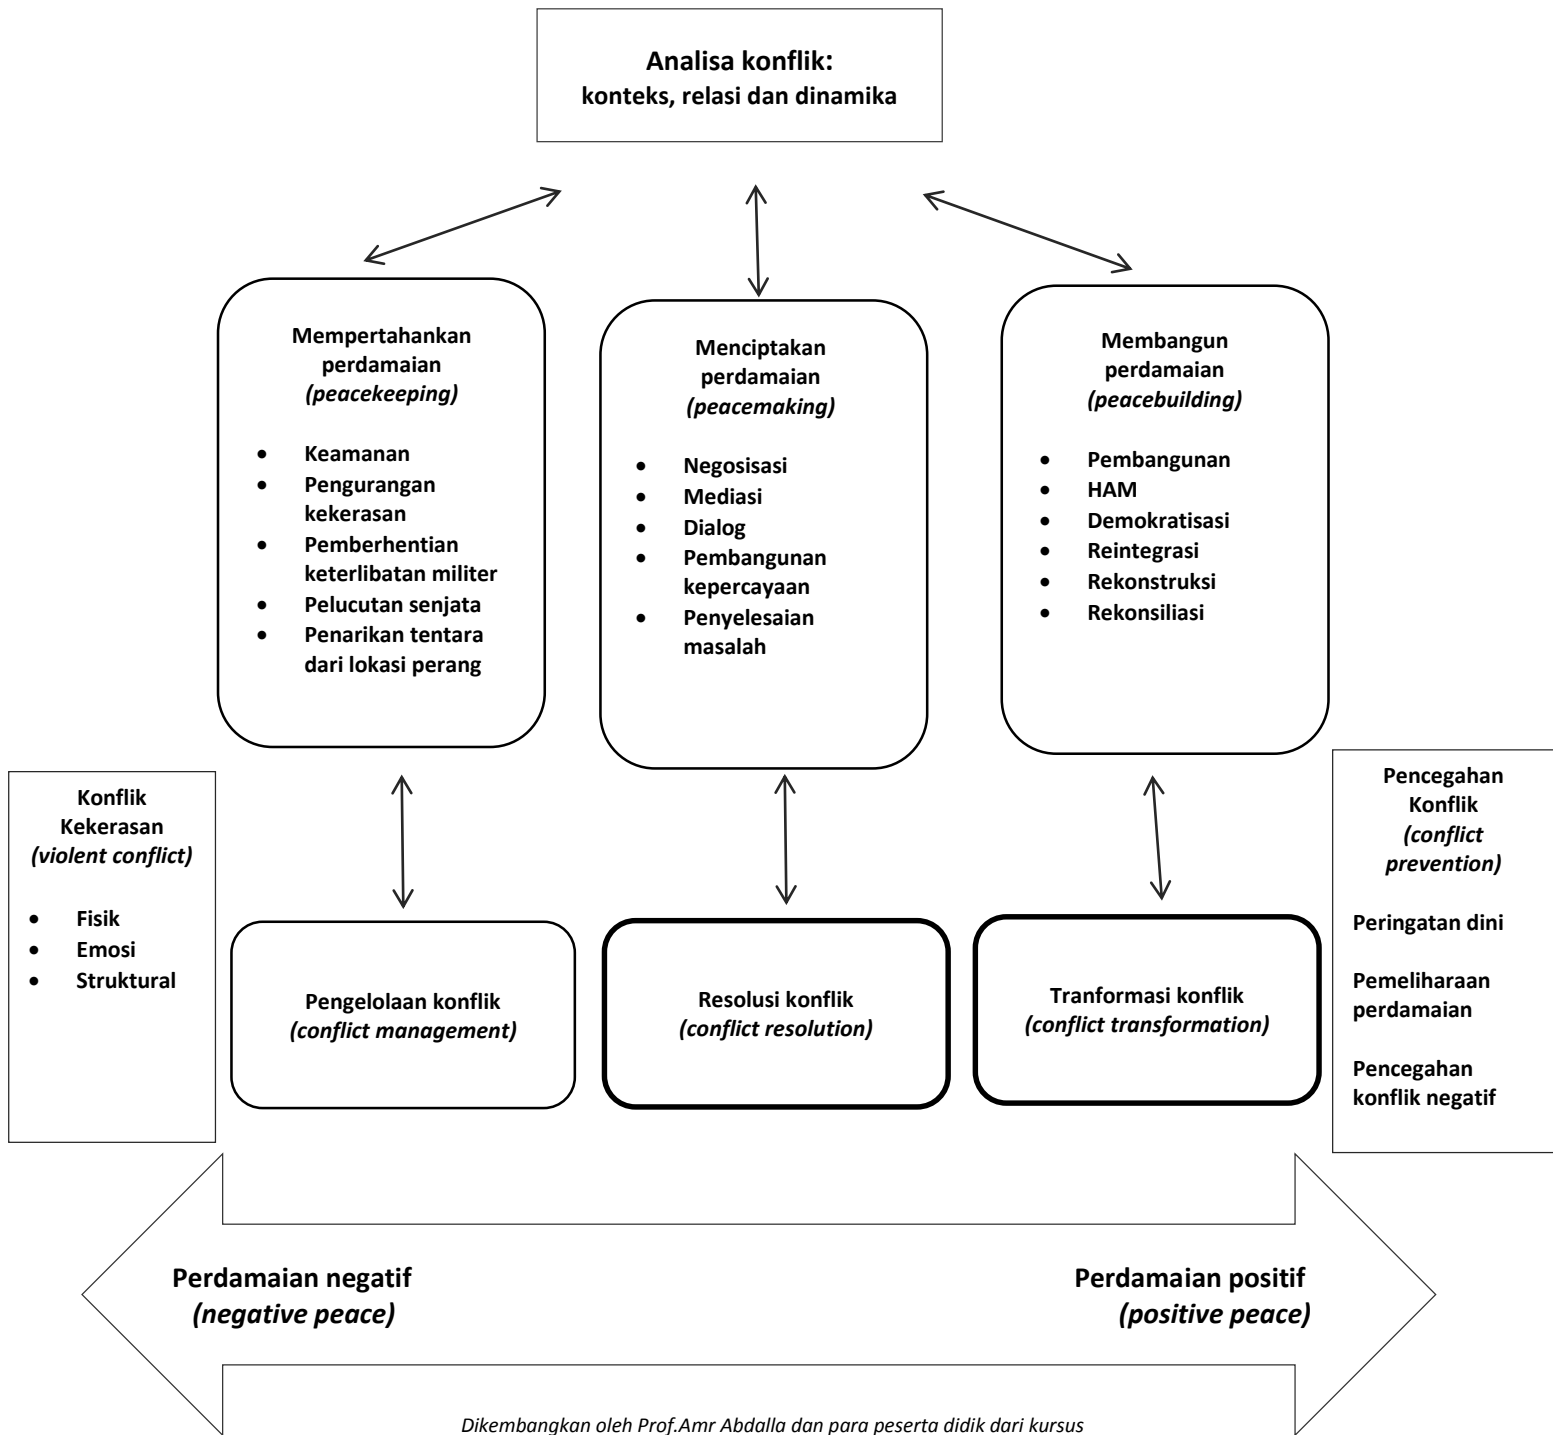 Analisa konflik:
konteks, relasi dan dinamika
Mempertahankan
perdamaian
(peacekeeping)
• Keamanan
• Pengurangan
kekerasan
• Pemberhentian
keterlibatan militer
• Pelucutan senjata
• Penarikan tentara
dari lokasi perang
Menciptakan
perdamaian
(peacemaking)
• Negosisasi
• Mediasi
• Dialog
• Pembangunan
kepercayaan
• Penyelesaian
masalah
Membangun
perdamaian
(peacebuilding)
• Pembangunan
• HAM
• Demokratisasi
• Reintegrasi
• Rekonstruksi
• Rekonsiliasi
Konflik
Kekerasan
(violent conflict)
• Fisik
• Emosi
• Struktural
Pengelolaan konflik
(conflict management)
Resolusi konflik
(conflict resolution)
Tranformasi konflik
(conflict transformation)
Pencegahan
Konflik
(conflict
prevention)
Peringatan dini
Pemeliharaan
perdamaian
Pencegahan
konflik negatif
Perdamaian negatif
(negative peace)
Perdamaian positif
(positive peace)
Dikembangkan oleh Prof.Amr Abdalla dan para peserta didik dari kursus